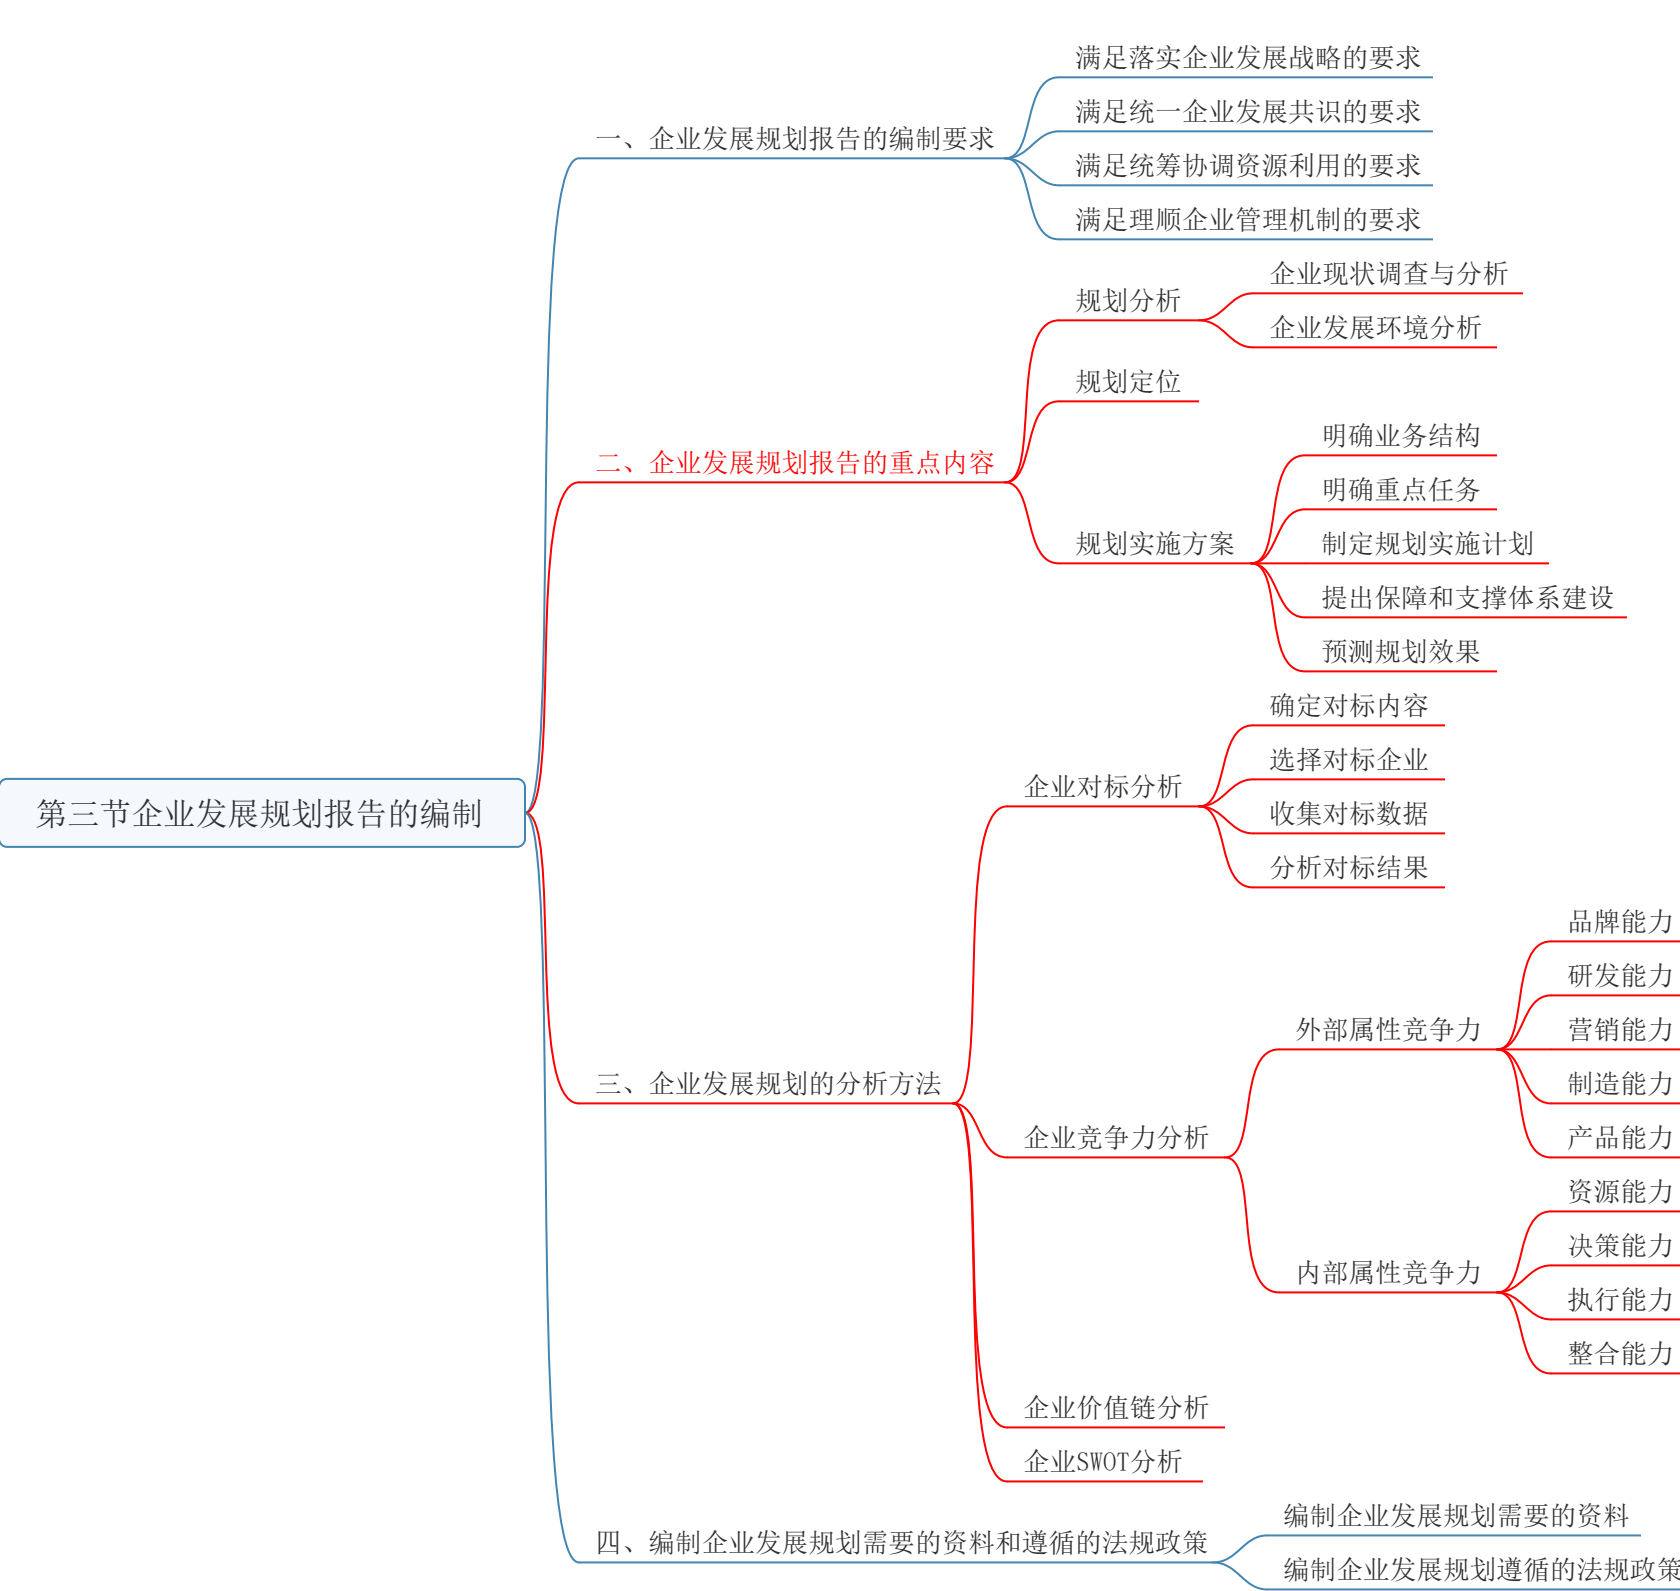 第三节企业发展规划报告的编制
一、企业发展规划报告的编制要求
满足落实企业发展战略的要求
满足统一企业发展共识的要求
满足统筹协调资源利用的要求
满足理顺企业管理机制的要求
二、企业发展规划报告的重点内容
规划分析
企业现状调查与分析
企业发展环境分析
规划定位
规划实施方案
明确业务结构
明确重点任务
制定规划实施计划
提出保障和支撑体系建设
预测规划效果
三、企业发展规划的分析方法
企业对标分析
确定对标内容
选择对标企业
收集对标数据
分析对标结果
企业竞争力分析
外部属性竞争力
品牌能力
研发能力
营销能力
制造能力
产品能力
内部属性竞争力
资源能力
决策能力
执行能力
整合能力
企业价值链分析
企业SWOT分析
四、编制企业发展规划需要的资料和遵循的法规政策
编制企业发展规划需要的资料
编制企业发展规划遵循的法规政策